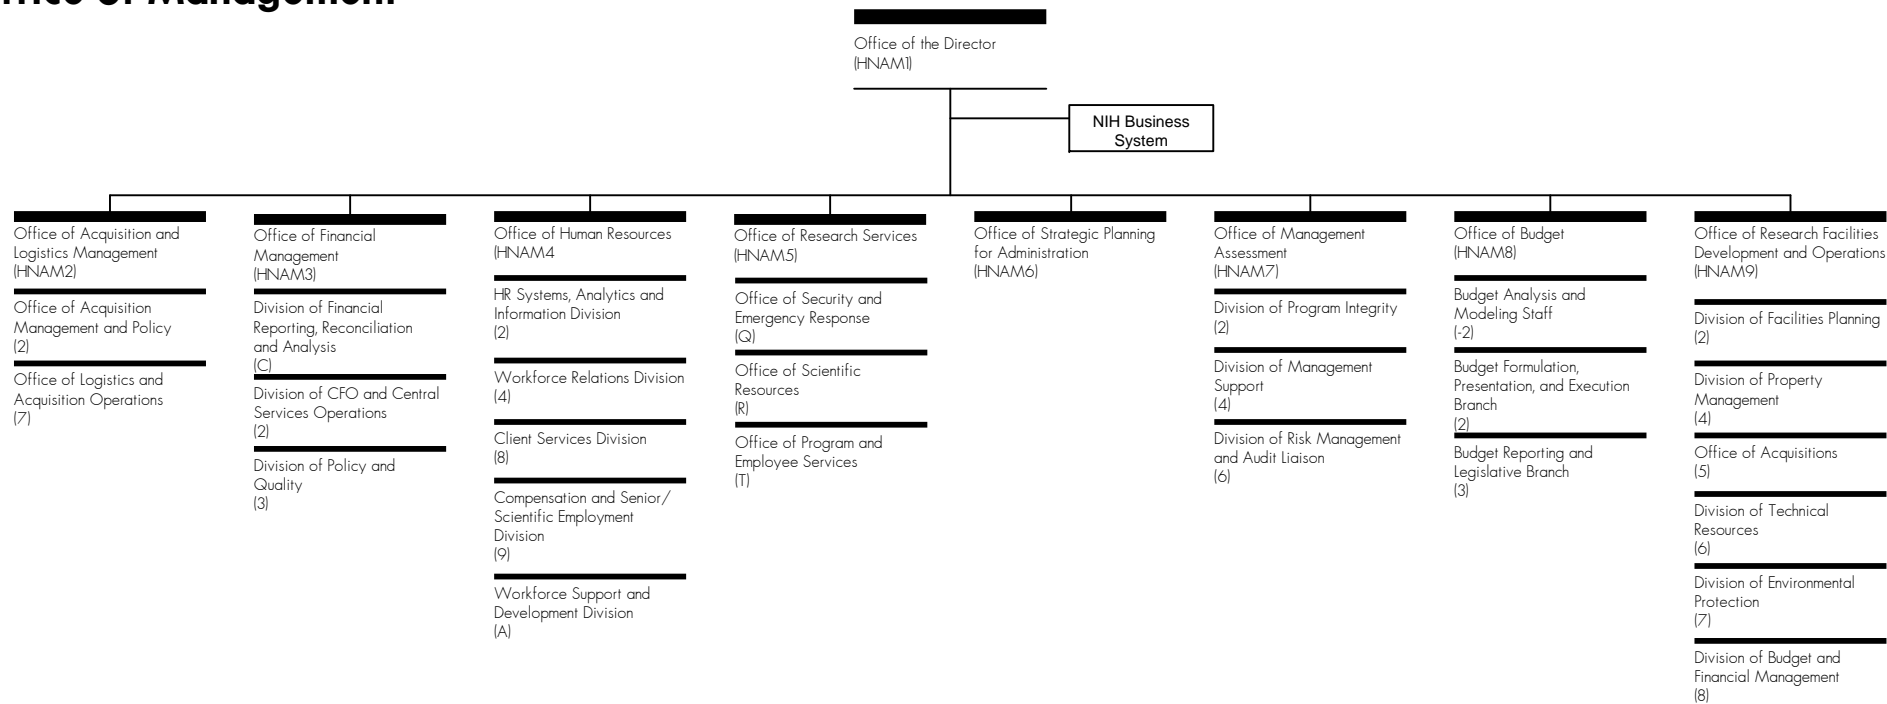 Office of Management
Office of the Director
(HNAM1)
NIH Business
System
Office of Acquisition and
Logistics Management
(HNAM2)
Office of Acquisition
Management and Policy
(2)
Office of Logistics and
Acquisition Operations
(7)
Office of Financial
Management
(HNAM3)
Division of Financial
Reporting, Reconciliation
and Analysis
(C)
Division of CFO and Central
Services Operations
(2)
Division of Policy and
Quality
(3)
Office of Human Resources
(HNAM4
HR Systems, Analytics and
Information Division
(2)
Workforce Relations Division
(4)
Client Services Division
(8)
Compensation and Senior/
Scientific Employment
Division
(9)
Workforce Support and
Development Division
(A)
Office of Research Services
(HNAM5)
Office of Security and
Emergency Response
(Q)
Office of Scientific
Resources
(R)
Office of Program and
Employee Services
(T)
Office of Strategic Planning
for Administration
(HNAM6)
Office of Management
Assessment
(HNAM7)
Division of Program Integrity
(2)
Division of Management
Support
(4)
Division of Risk Management
and Audit Liaison
(6)
Office of Budget
(HNAM8)
Budget Analysis and
Modeling Staff
(-2)
Budget Formulation,
Presentation, and Execution
Branch
(2)
Budget Reporting and
Legislative Branch
(3)
Office of Research Facilities
Development and Operations
(HNAM9)
Division of Facilities Planning
(2)
Division of Property
Management
(4)
Office of Acquisitions
(5)
Division of Technical
Resources
(6)
Division of Environmental
Protection
(7)
Division of Budget and
Financial Management
(8)